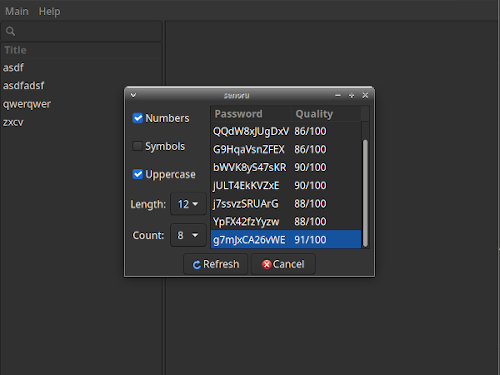 Main Help
Title
asdf
asdfadsf
qwerqwer
zxcv
Numbers
Symbols
Uppercase
Length: 12
Count: 8
Password Quality
QQdW8xJUgDxV 86/100
G9HqaVsnZFEX 86/100
bWVK8yS47sKR 90/100
jULT4EkKVZxE 90/100
j7ssvzSRUArG 88/100
YpFX42fzYyzw 88/100
g7mJxCA26vWE 91/100
Refresh Cancel